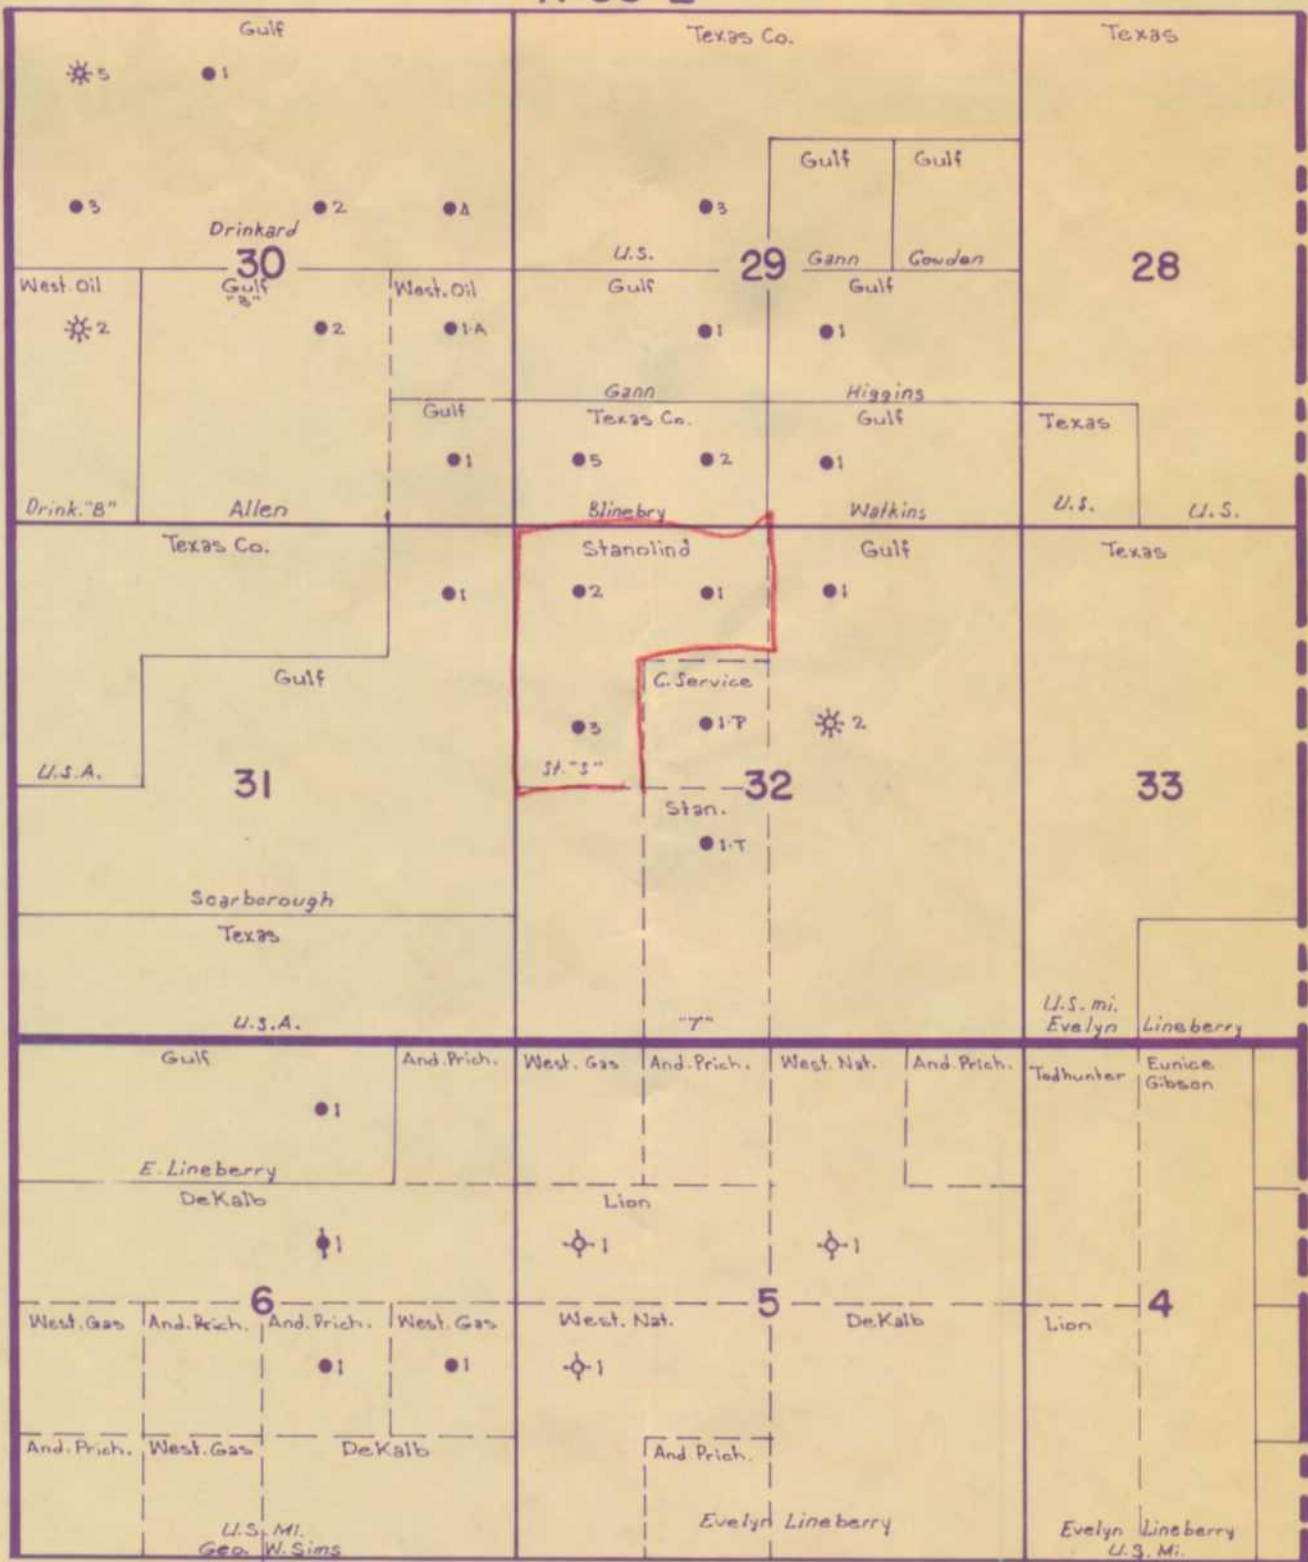 Gulf
Texas Co.
Texas
5
1
Gulf
Gulf
3
2
A
3
Drinkard
U.S.
Gann
Cowden
30
29
28
West. Oil
Gulf
"B"
West. Oil
Gulf
Gulf
2
2
1-A
1
1
Gann
Higgins
Gulf
Texas Co.
Gulf
Texas
1
5
2
1
Drink. "B"
Allen
Blinebry
Watkins
U.S.
U.S.
Texas Co.
Stanolind
Gulf
Texas
1
2
1
1
Gulf
C. Service
3
1-P
2
U.S.A.
St. "S"
31
32
33
Stan.
1-T
Scarborough
Texas
U.S.A.
"T"
U.S. mi.
Evelyn Lineberry
Gulf
And. Prich.
West. Gas
And. Prich.
West. Nat.
And. Prich.
Todhunter
Eunice
Gibson
1
E. Lineberry
DeKalb
Lion
1
1
1
6
5
4
West. Gas
And. Prich.
And. Prich.
West. Gas
West. Nat.
DeKalb
Lion
1
1
1
And. Prich.
West. Gas
DeKalb
And Prich.
U.S. MI.
Geo. W. Sims
Evelyn Lineberry
Evelyn Lineberry
U.S. Mi.